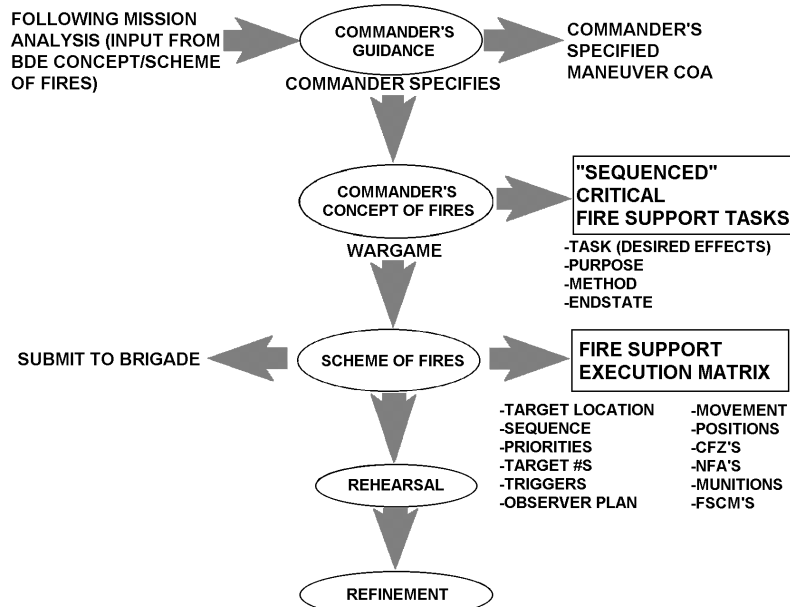 FOLLOWING MISSION
ANALYSIS (INPUT FROM
BDE CONCEPT/SCHEME
OF FIRES)
COMMANDER'S
GUIDANCE
COMMANDER'S
SPECIFIED
MANEUVER COA
COMMANDER SPECIFIES
COMMANDER'S
CONCEPT OF FIRES
"SEQUENCED"
CRITICAL
FIRE SUPPORT TASKS
-TASK (DESIRED EFFECTS)
-PURPOSE
-METHOD
-ENDSTATE
WARGAME
SUBMIT TO BRIGADE
SCHEME OF FIRES
FIRE SUPPORT
EXECUTION MATRIX
-TARGET LOCATION
-SEQUENCE
-PRIORITIES
-TARGET #S
-TRIGGERS
-OBSERVER PLAN
-MOVEMENT
-POSITIONS
-CFZ'S
-NFA'S
-MUNITIONS
-FSCM'S
REHEARSAL
REFINEMENT